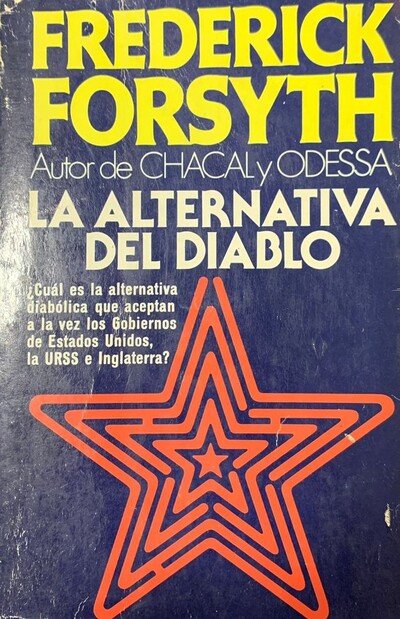 FREDERICK
FORSYTH
Autor de CHACAL y ODESSA
LA ALTERNATIVA
DEL DIABLO
¿Cuál es la alternativa
diabólica que aceptan
a la vez los Gobiernos
de Estados Unidos,
la URSS e Inglaterra?